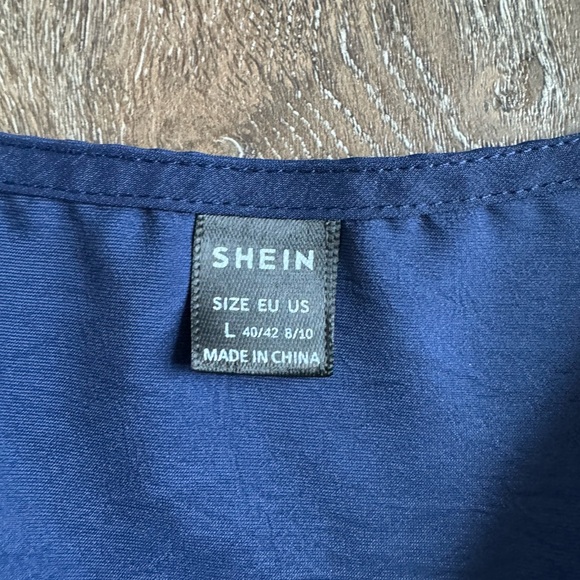 SHEIN
SIZE EU US
L 40/42 8/10
MADE IN CHINA